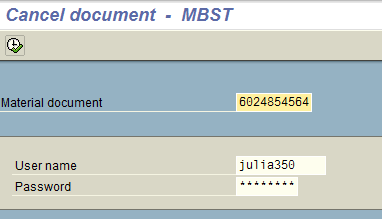 Cancel document - MBST
Material document 6024854564
User name julia350
Password ********